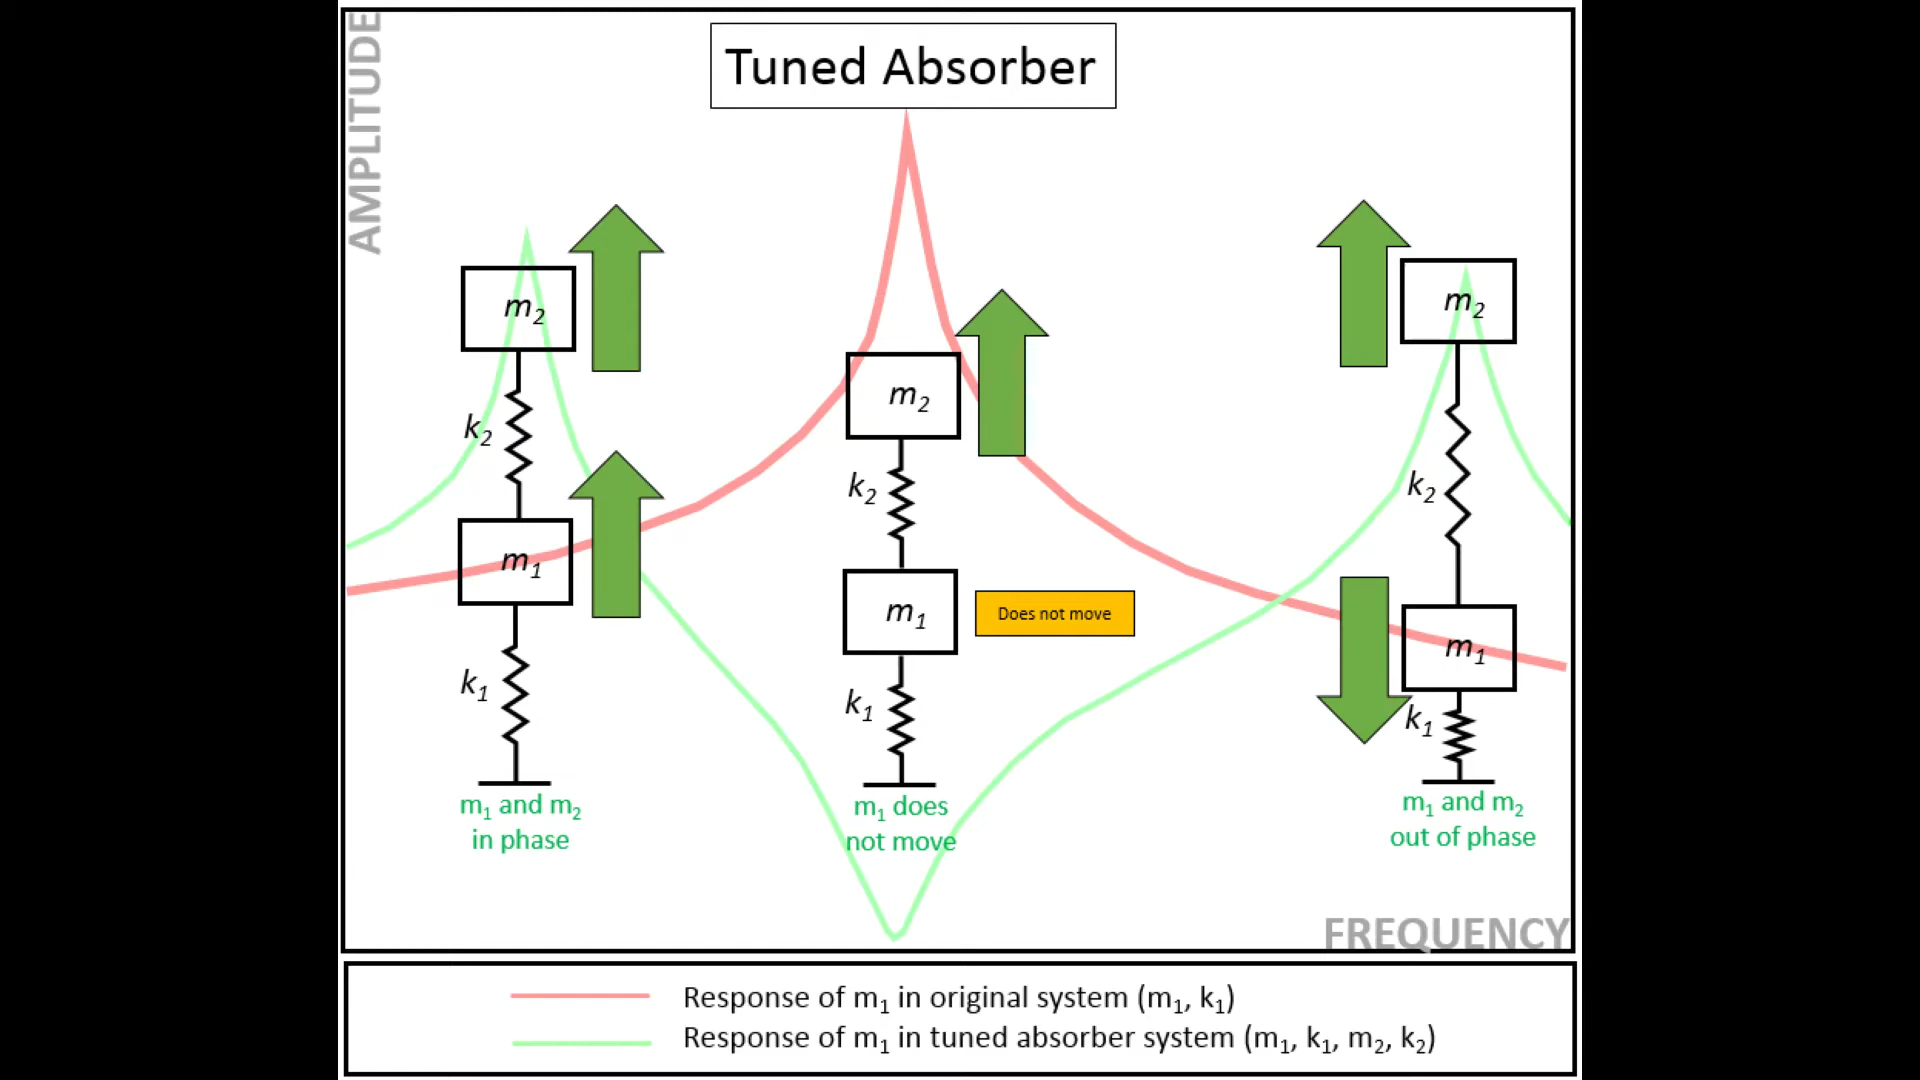 AMPLITUDE
Tuned Absorber
m₂
k₂
m₁
k₁
m₁ and m₂
in phase
m₂
k₂
m₁
Does not move
k₁
m₁ does
not move
m₂
k₂
m₁
k₁
m₁ and m₂
out of phase
FREQUENCY
Response of m₁ in original system (m₁, k₁)
Response of m₁ in tuned absorber system (m₁, k₁, m₂, k₂)